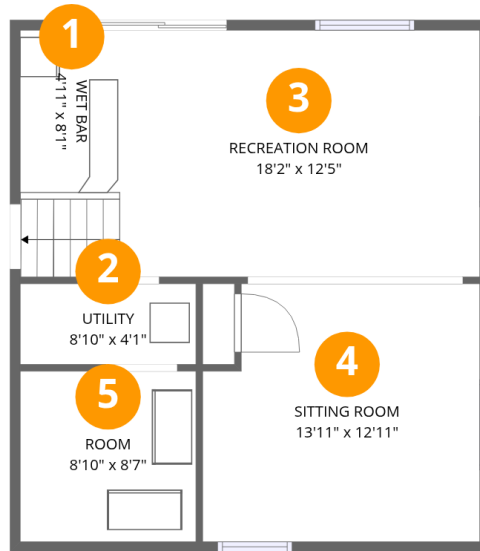 1
WET BAR
4'11" x 8'1"
3
RECREATION ROOM
18'2" x 12'5"
2
UTILITY
8'10" x 4'1"
4
SITTING ROOM
13'11" x 12'11"
5
ROOM
8'10" x 8'7"